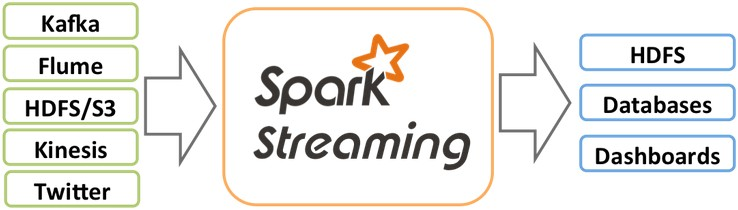 Kafka
Flume
HDFS/S3
Kinesis
Twitter
Spark
Streaming
HDFS
Databases
Dashboards